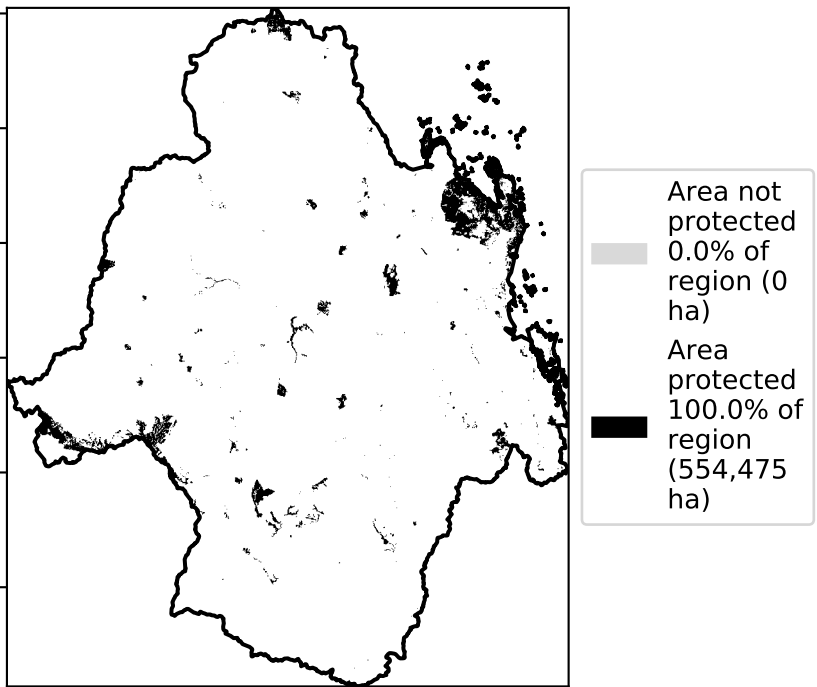 Area not
protected
0.0% of
region (0
ha)
Area
protected
100.0% of
region
(554,475
ha)